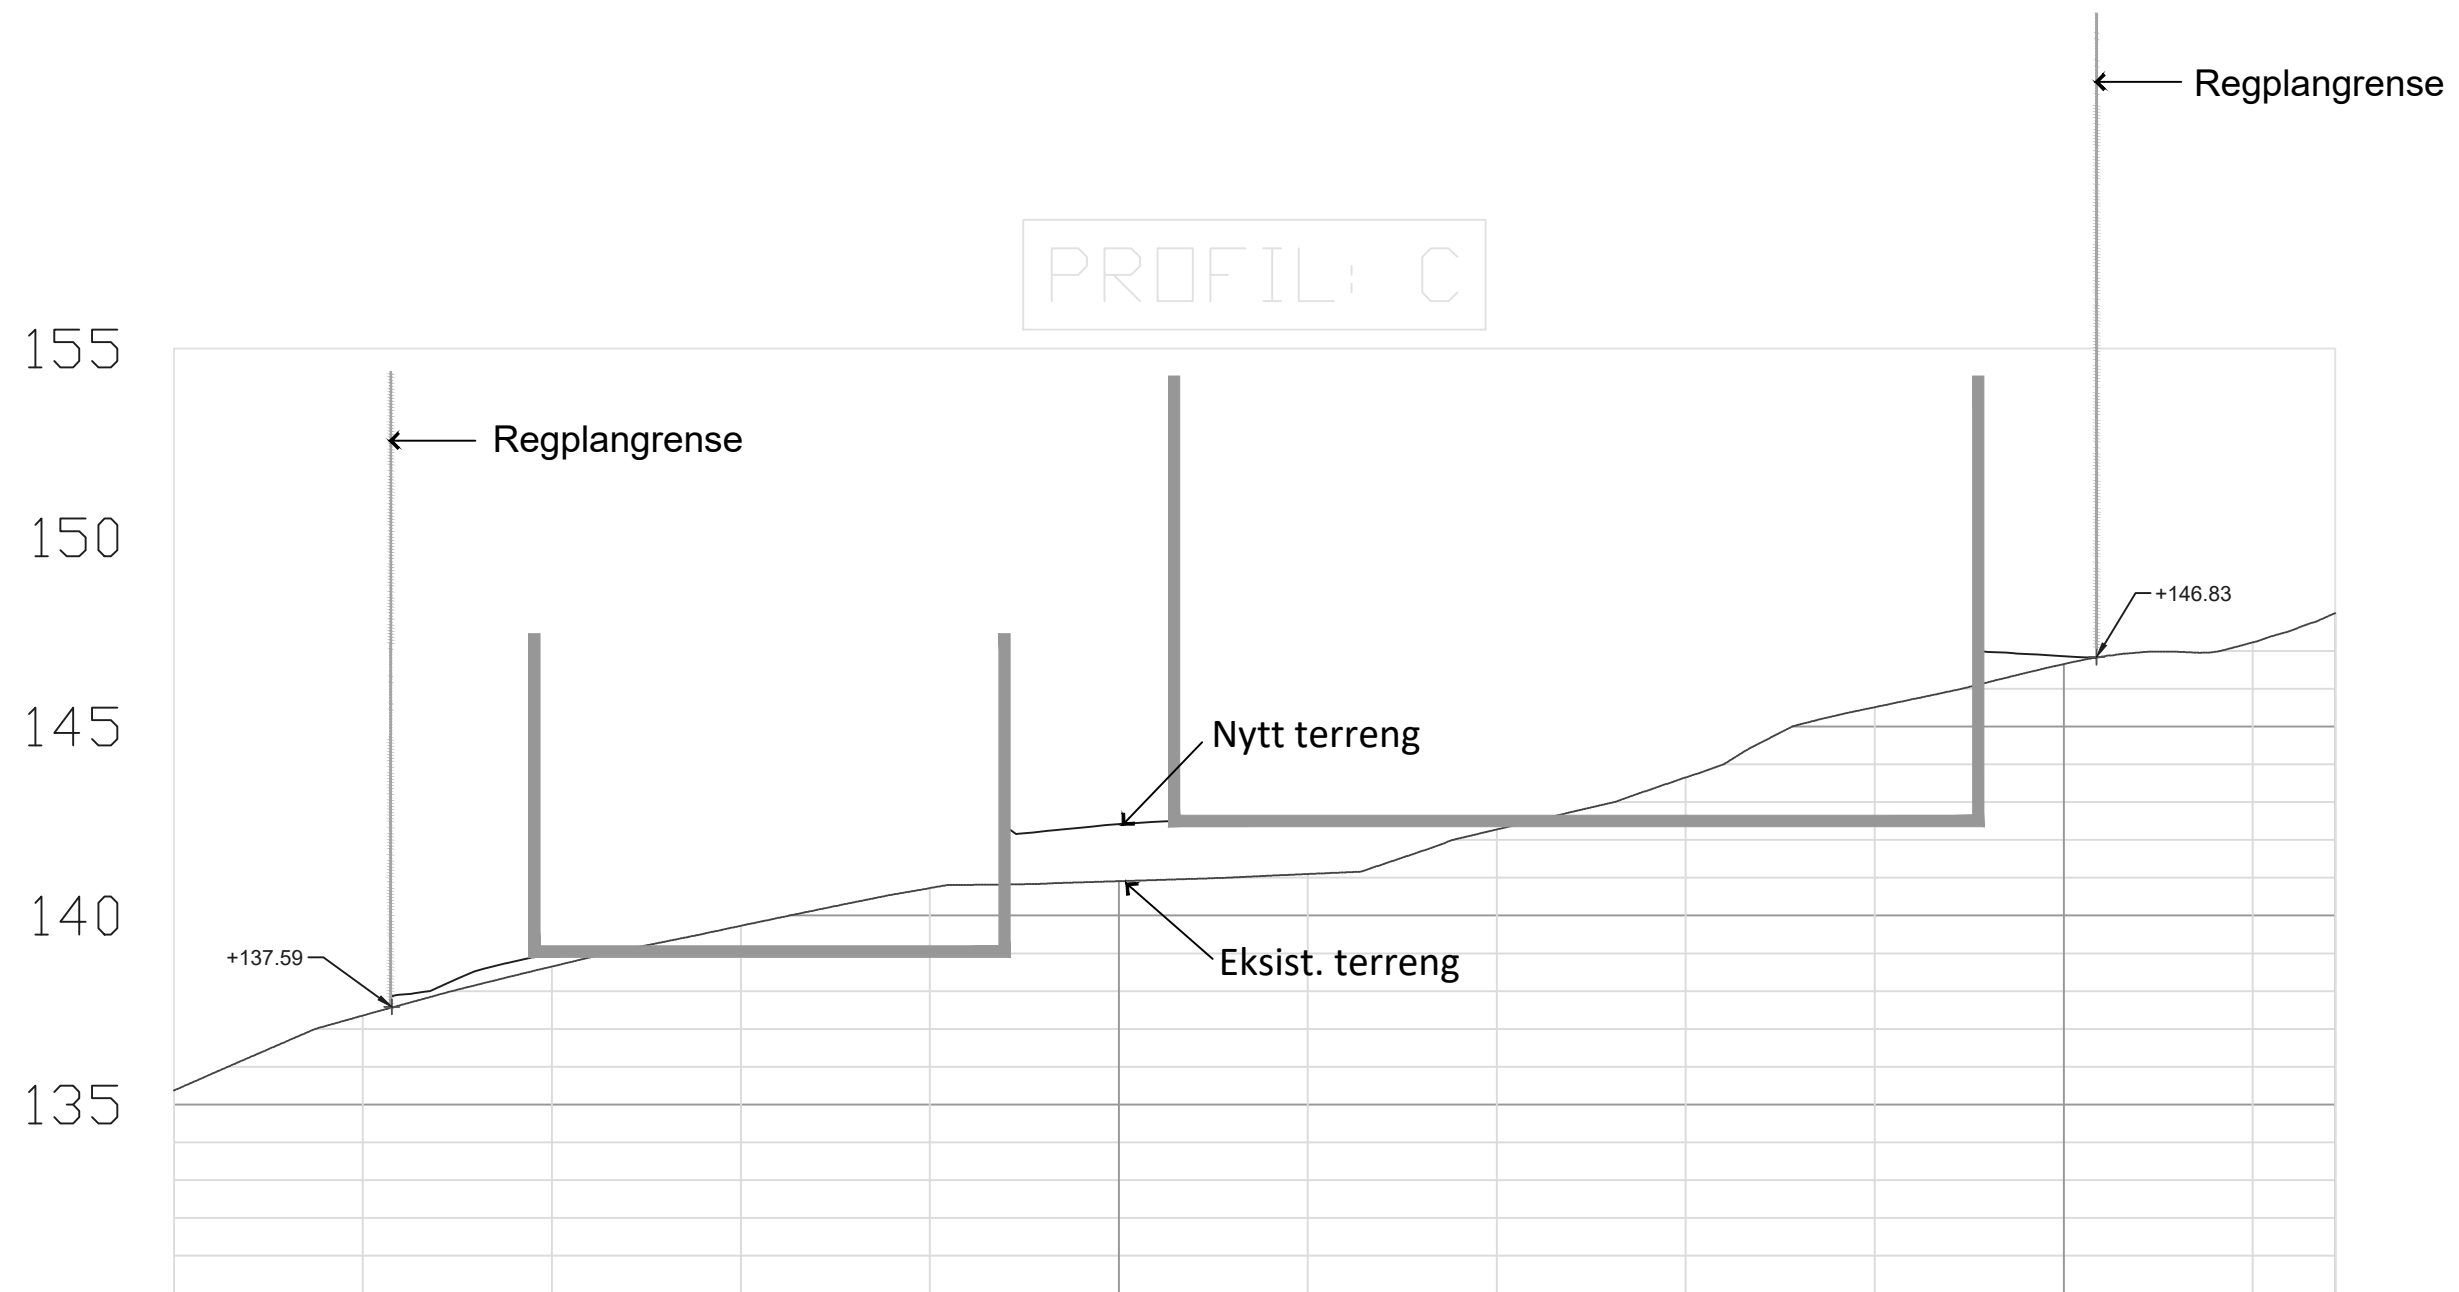 Regplangrense
PROFIL: C
155
Regplangrense
150
+146.83
145
Nytt terreng
140
+137.59
Eksist. terreng
135